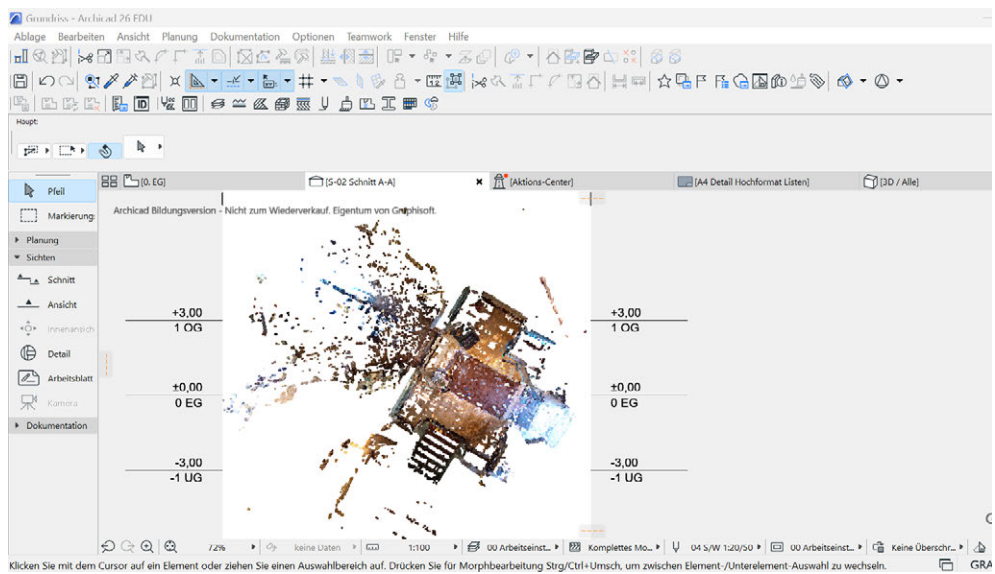 Grundriss - Archicad 26 EDU
Ablage Bearbeiten Ansicht Planung Dokumentation Optionen Teamwork Fenster Hilfe
Haupt:
[0. EG] [S-02 Schnitt A-A] [Aktions-Center] [A4 Detail Hochformat Listen] [3D / Alle]
Pfeil
Markierung:
Planung
Sichten
Schnitt
Ansicht
Innenansich
Detail
Arbeitsblatt
Kamera
Dokumentation
Archicad Bildungsversion - Nicht zum Wiederverkauf. Eigentum von Graphisoft.
+3,00 +3,00
1 OG 1 OG
±0,00 ±0,00
0 EG 0 EG
-3,00 -3,00
-1 UG -1 UG
72% keine Daten 1:100 00 Arbeitseinst... Komplettes Mo... 04 S/W 1:20/50 00 Arbeitseinst... Keine Überschr...
Klicken Sie mit dem Cursor auf ein Element oder ziehen Sie einen Auswahlbereich auf. Drücken Sie für Morphbearbeitung Strg/Ctrl+Umsch, um zwischen Element-/Unterelement-Auswahl zu wechseln. GRA